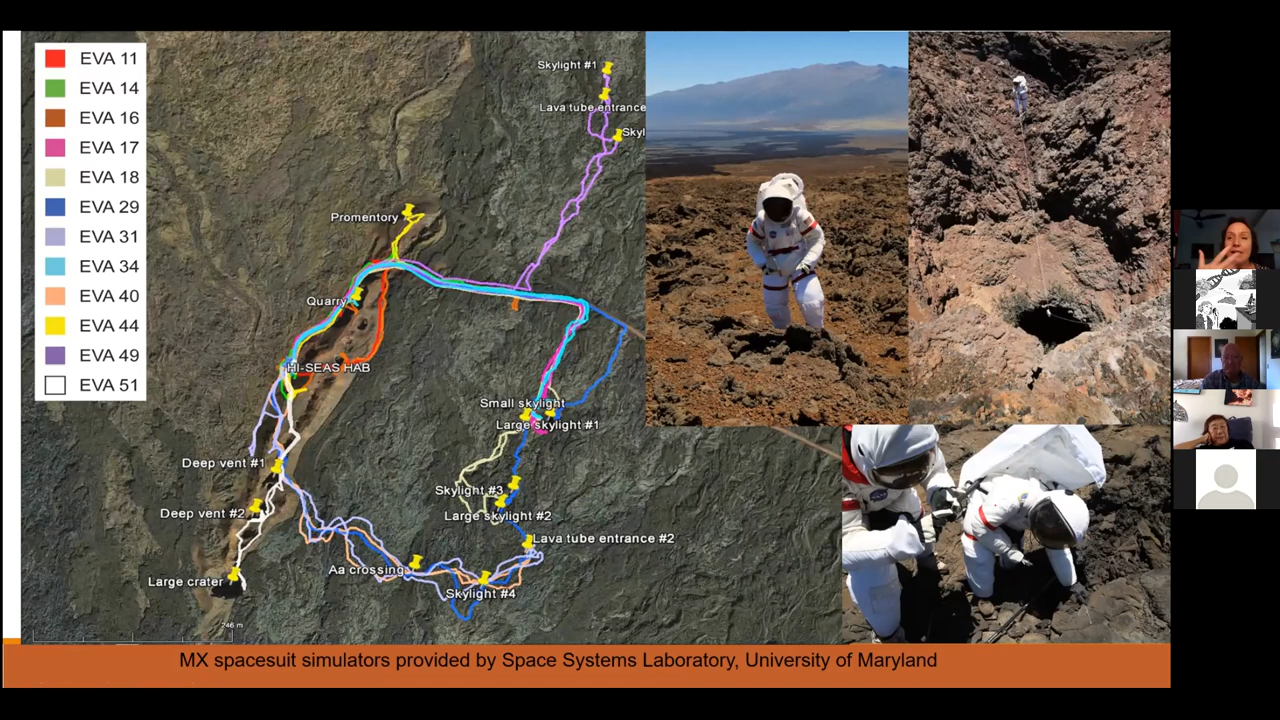 EVA 11
EVA 14
EVA 16
EVA 17
EVA 18
EVA 29
EVA 31
EVA 34
EVA 40
EVA 44
EVA 49
EVA 51
Skylight #1
Lava tube entrance
Skyl
Promentory
Quarry
HI-SEAS HAB
Small skylight
Large skylight #1
Deep vent #1
Skylight #3
Deep vent #2
Large skylight #2
Lava tube entrance #2
Aa crossing
Large crater
Skylight #4
246 m
MX spacesuit simulators provided by Space Systems Laboratory, University of Maryland